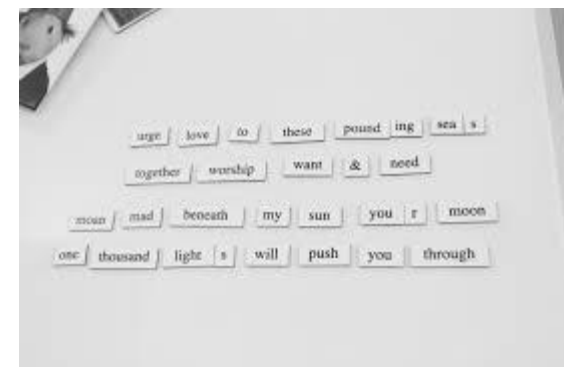 urge love to these pound ing sea s
together worship want & need
moan mad beneath my sun you r moon
one thousand light s will push you through